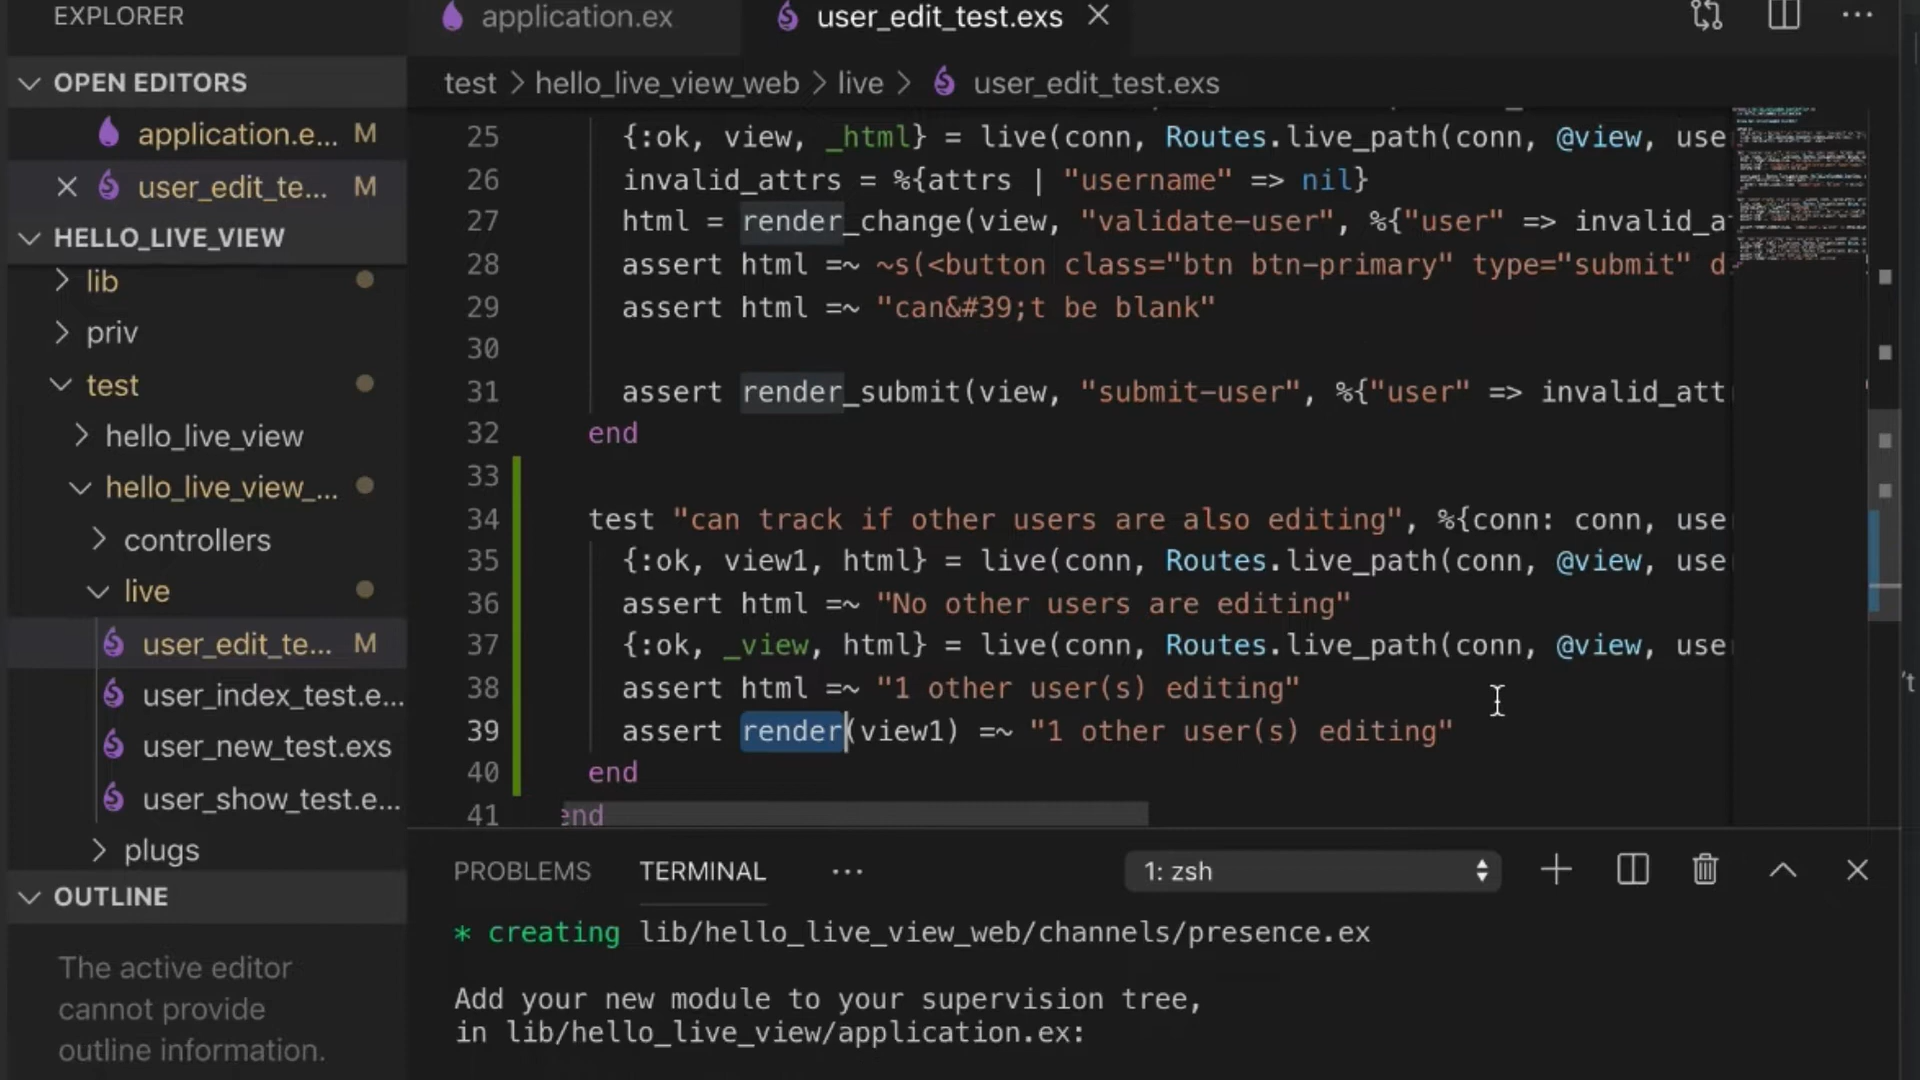 EXPLORER
application.ex
user_edit_test.exs
OPEN EDITORS
test > hello_live_view_web > live > user_edit_test.exs
application.e... M
user_edit_te... M
HELLO_LIVE_VIEW
lib
priv
test
hello_live_view
hello_live_view_...
controllers
live
user_edit_te... M
user_index_test.e...
user_new_test.exs
user_show_test.e...
plugs
OUTLINE
The active editor
cannot provide
outline information.
25 {:ok, view, _html} = live(conn, Routes.live_path(conn, @view, use
26 invalid_attrs = %{attrs | "username" => nil}
27 html = render_change(view, "validate-user", %{"user" => invalid_a
28 assert html =~ ~s(<button class="btn btn-primary" type="submit" d
29 assert html =~ "can&#39;t be blank"
30
31 assert render_submit(view, "submit-user", %{"user" => invalid_att
32 end
33
34 test "can track if other users are also editing", %{conn: conn, use
35 {:ok, view1, html} = live(conn, Routes.live_path(conn, @view, use
36 assert html =~ "No other users are editing"
37 {:ok, _view, html} = live(conn, Routes.live_path(conn, @view, use
38 assert html =~ "1 other user(s) editing"
39 assert render(view1) =~ "1 other user(s) editing"
40 end
41 end
PROBLEMS TERMINAL ... 1: zsh
* creating lib/hello_live_view_web/channels/presence.ex
Add your new module to your supervision tree,
in lib/hello_live_view/application.ex: